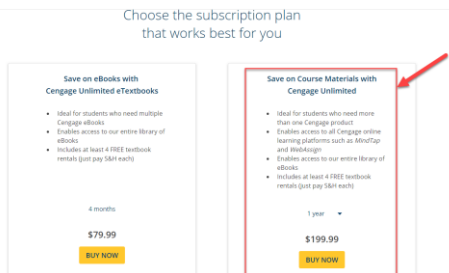 Choose the subscription plan
that works best for you
Save on eBooks with
Cengage Unlimited eTextbooks
• Ideal for students who need multiple
Cengage eBooks
• Enables access to our entire library of
eBooks
• Includes at least 4 FREE textbook
rentals (just pay S&H each)
4 months
$79.99
BUY NOW
Save on Course Materials with
Cengage Unlimited
• Ideal for students who need more
than one Cengage product
• Enables access to all Cengage online
learning platforms such as MindTap
and WebAssign
• Enables access to our entire library of
eBooks
• Includes at least 4 FREE textbook
rentals (just pay S&H each)
1 year
$199.99
BUY NOW